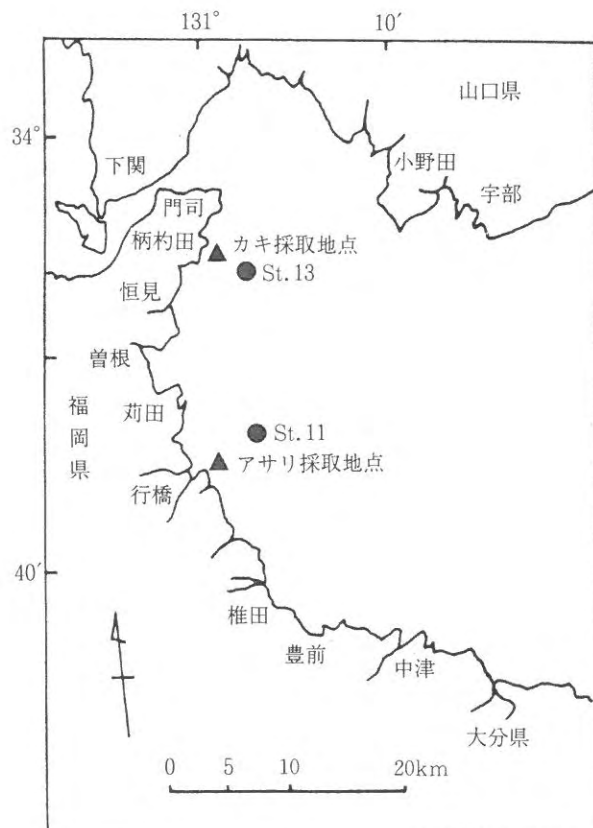 131° 10′
山口県
34°
小野田
下関
宇部
門司
柄杓田
カキ採取地点
St.13
恒見
曽根
福岡県
苅田
St.11
アサリ採取地点
行橋
40′
椎田
豊前
中津
大分県
0 5 10 20km